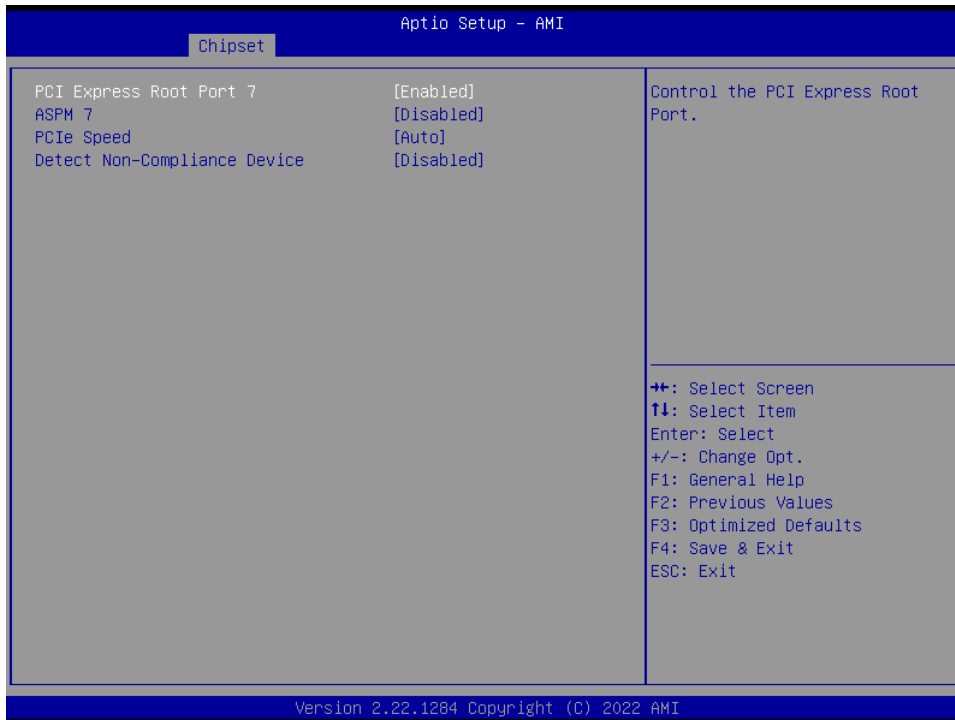 Aptio Setup – AMI
Chipset
PCI Express Root Port 7 [Enabled]
ASPM 7 [Disabled]
PCIe Speed [Auto]
Detect Non-Compliance Device [Disabled]
Control the PCI Express Root
Port.
→←: Select Screen
↑↓: Select Item
Enter: Select
+/-: Change Opt.
F1: General Help
F2: Previous Values
F3: Optimized Defaults
F4: Save & Exit
ESC: Exit
Version 2.22.1284 Copyright (C) 2022 AMI